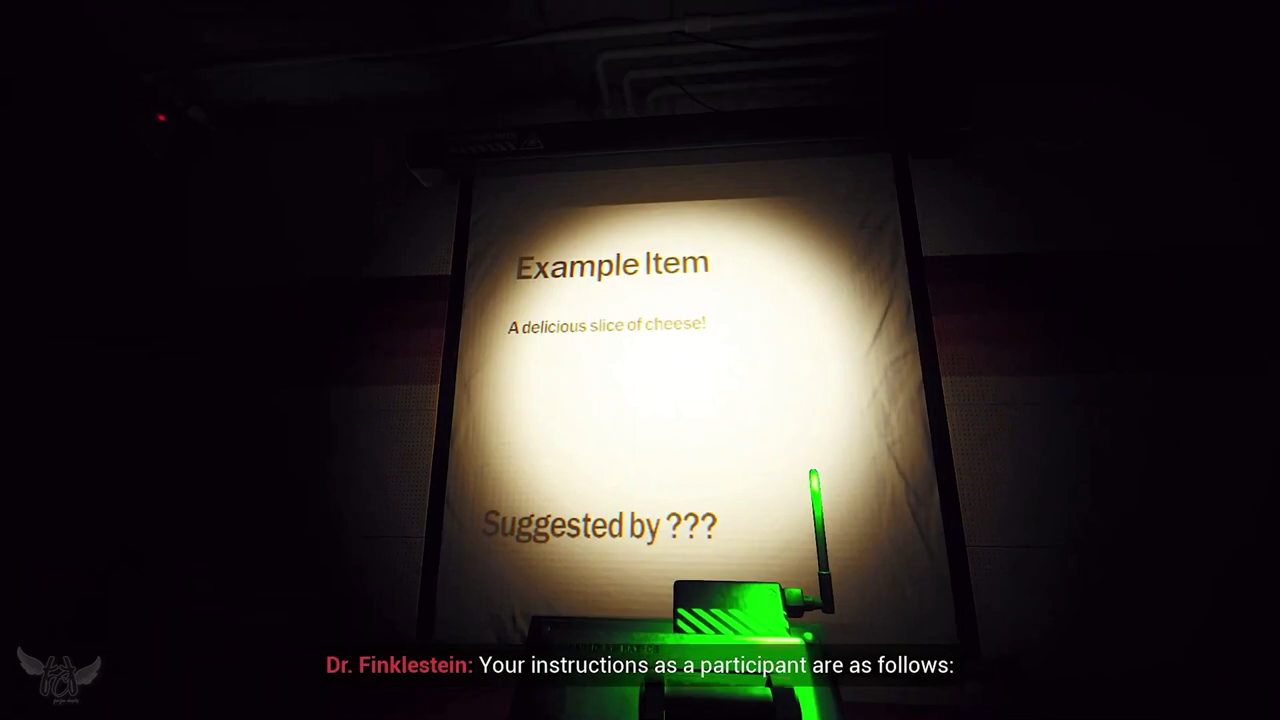 Example Item
A delicious slice of cheese!
Suggested by ???
Dr. Finklestein: Your instructions as a participant are as follows: